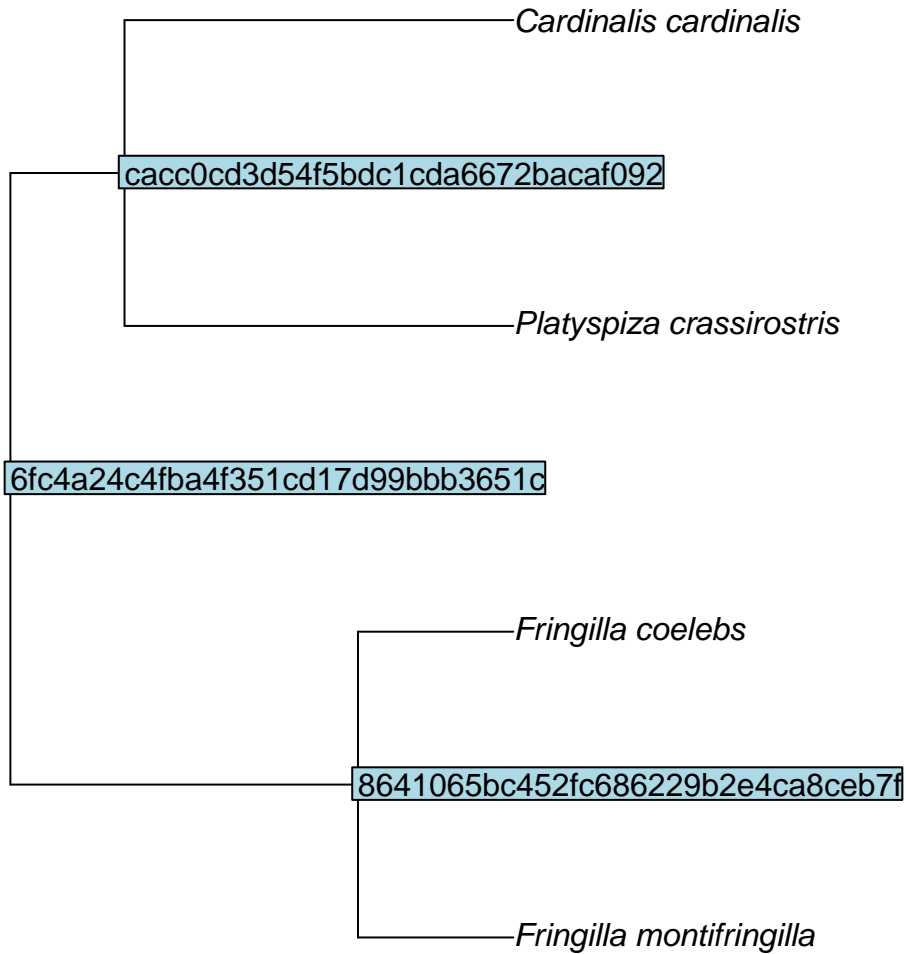 Cardinalis cardinalis
cacc0cd3d54f5bdc1cda6672bacaf092
Platyspiza crassirostris
6fc4a24c4fba4f351cd17d99bbb3651c
Fringilla coelebs
8641065bc452fc686229b2e4ca8ceb7f
Fringilla montifringilla